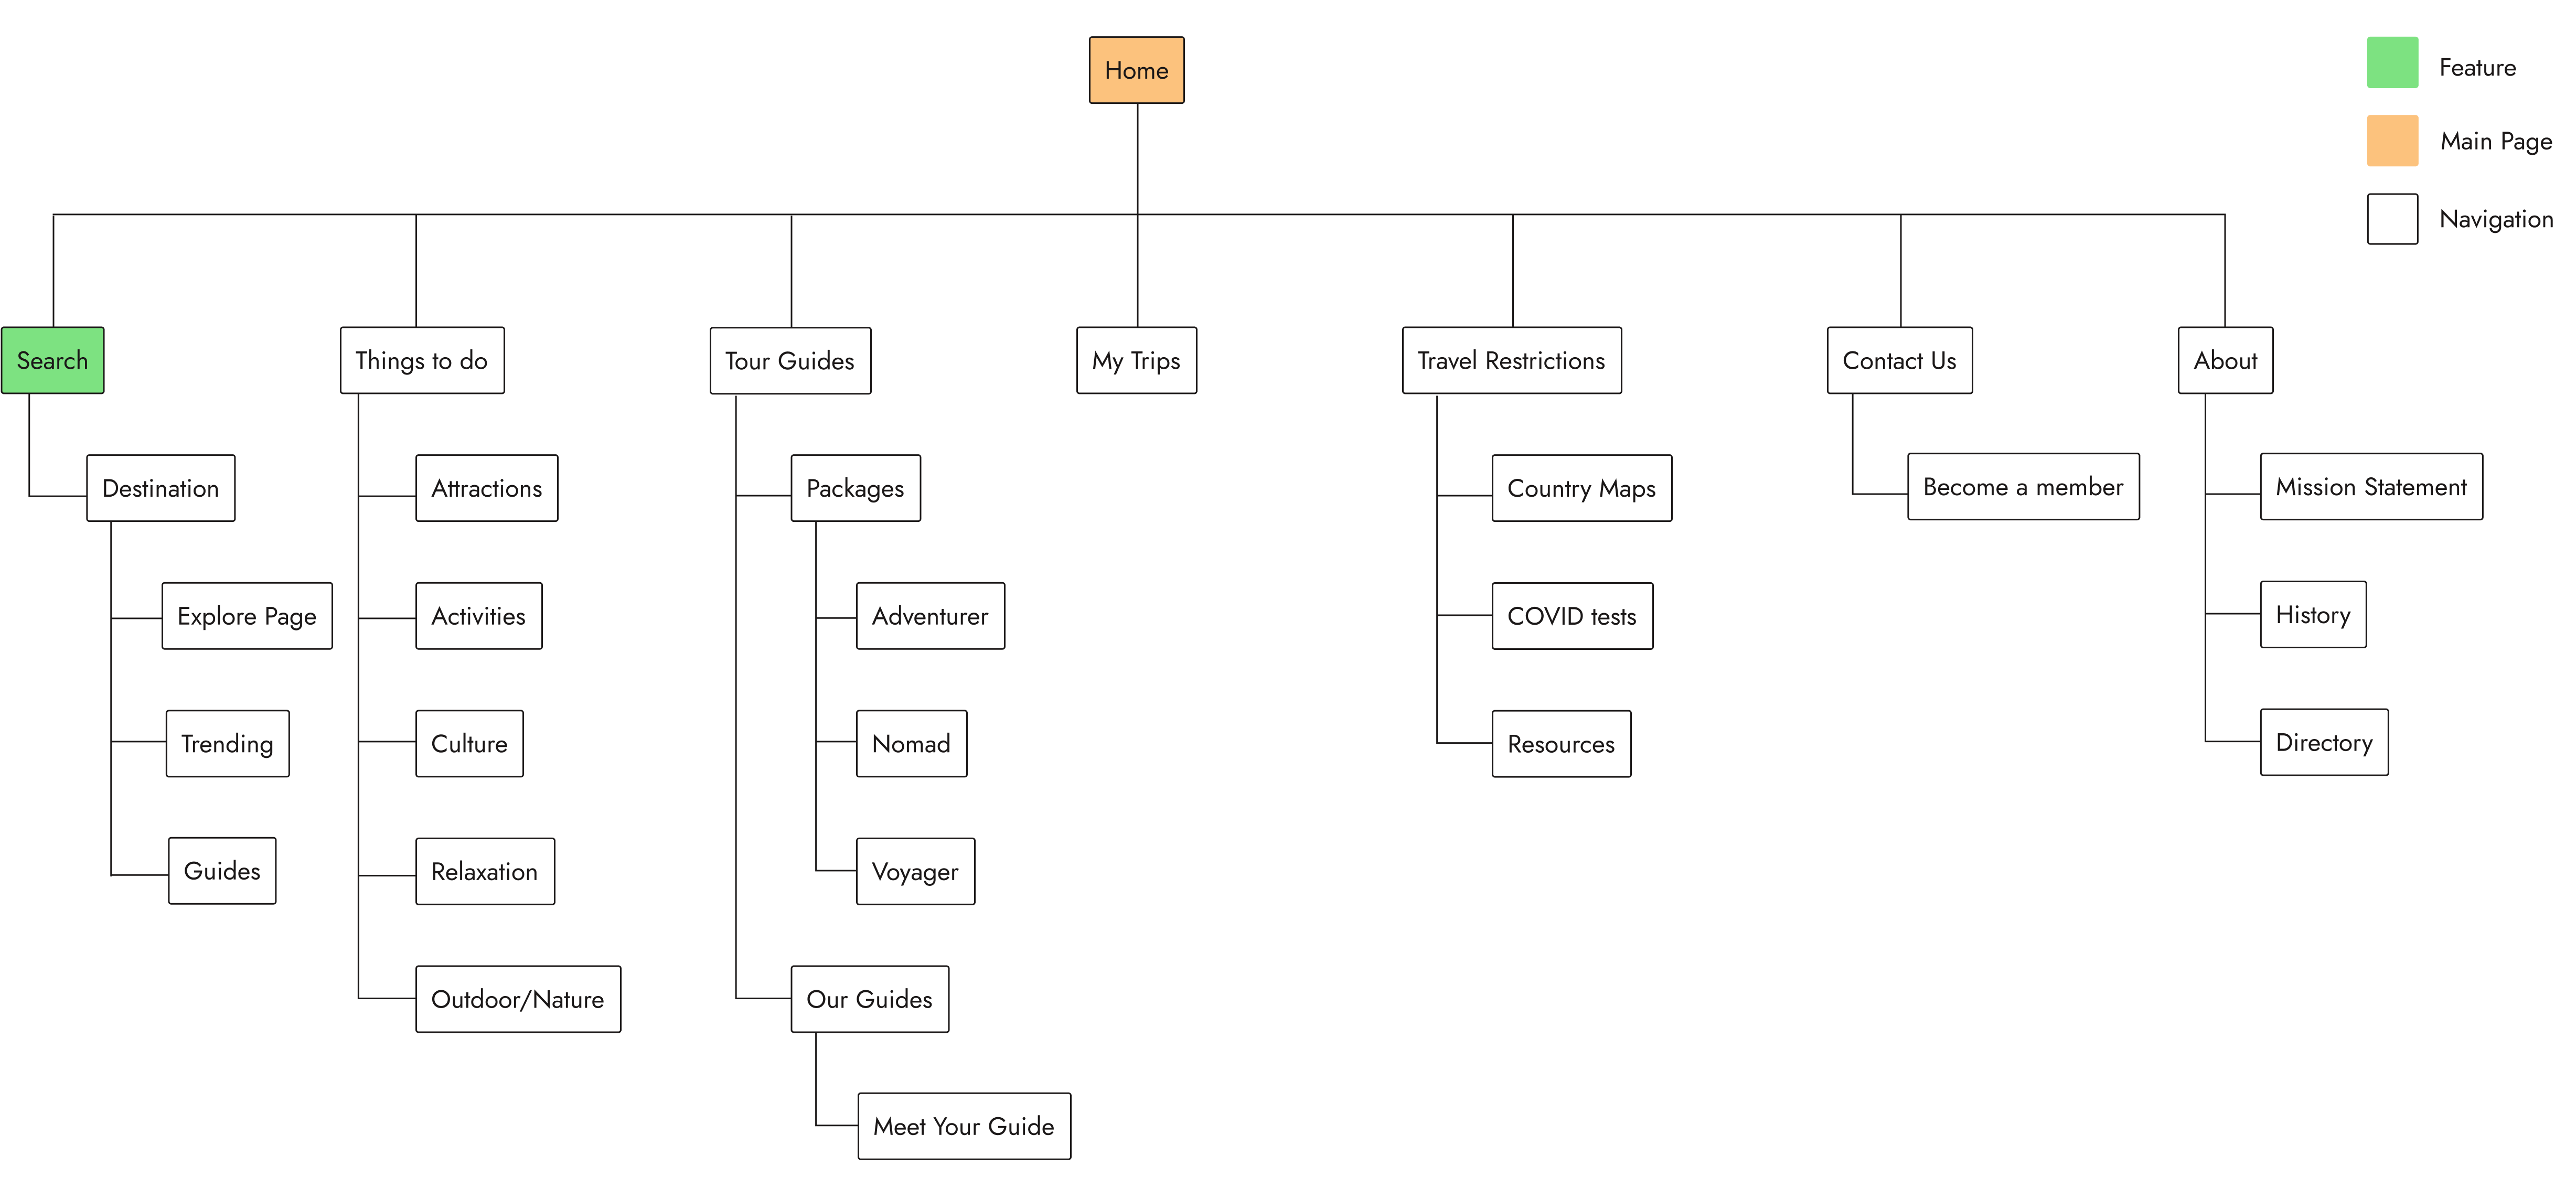 Home
Feature
Main Page
Navigation
Search
Things to do
Tour Guides
My Trips
Travel Restrictions
Contact Us
About
Destination
Attractions
Packages
Country Maps
Become a member
Mission Statement
Explore Page
Activities
Adventurer
COVID tests
History
Trending
Culture
Nomad
Resources
Directory
Guides
Relaxation
Voyager
Outdoor/Nature
Our Guides
Meet Your Guide